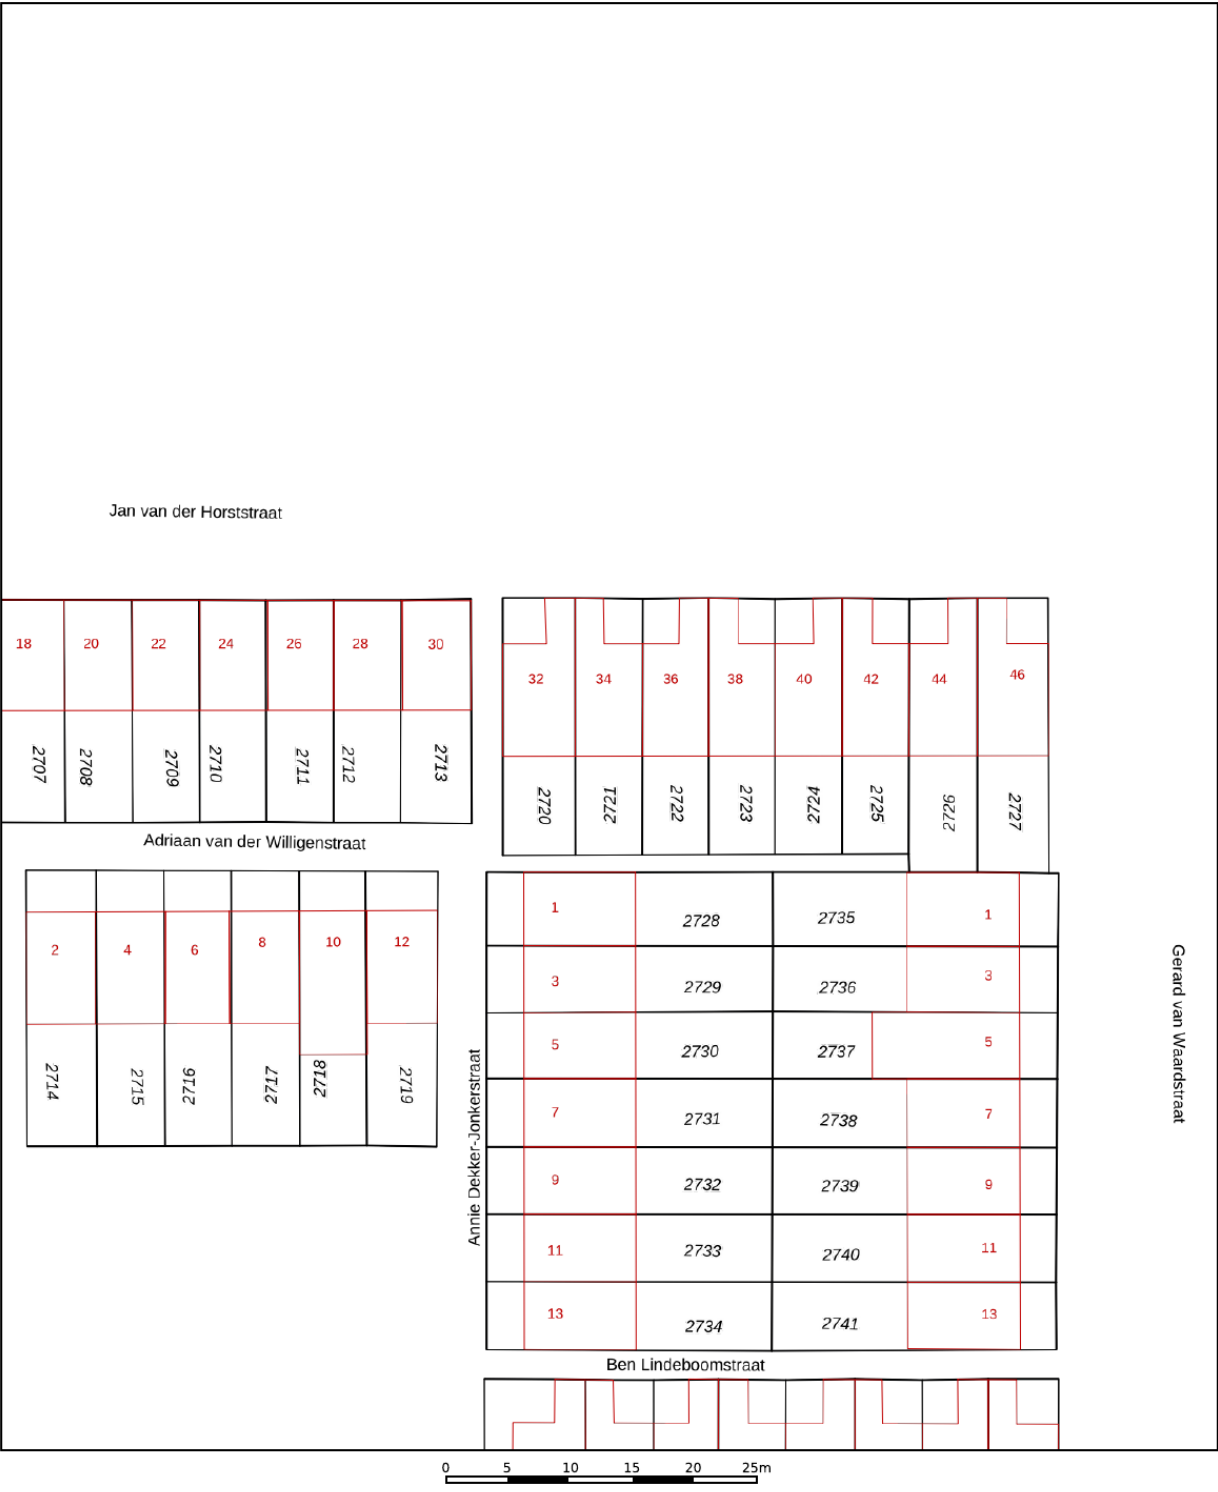 Jan van der Horststraat
18 20 22 24 26 28 30
32 34 36 38 40 42 44 46
2707 2708 2709 2710 2711 2712 2713
2720 2721 2722 2723 2724 2725 2726 2727
Adriaan van der Willigenstraat
2 4 6 8 10 12
2714 2715 2716 2717 2718 2719
Annie Dekker-Jonkerstraat
1 2728 2735 1
3 2729 2736 3
5 2730 2737 5
7 2731 2738 7
9 2732 2739 9
11 2733 2740 11
13 2734 2741 13
Gerard van Waardstraat
Ben Lindeboomstraat
0 5 10 15 20 25m